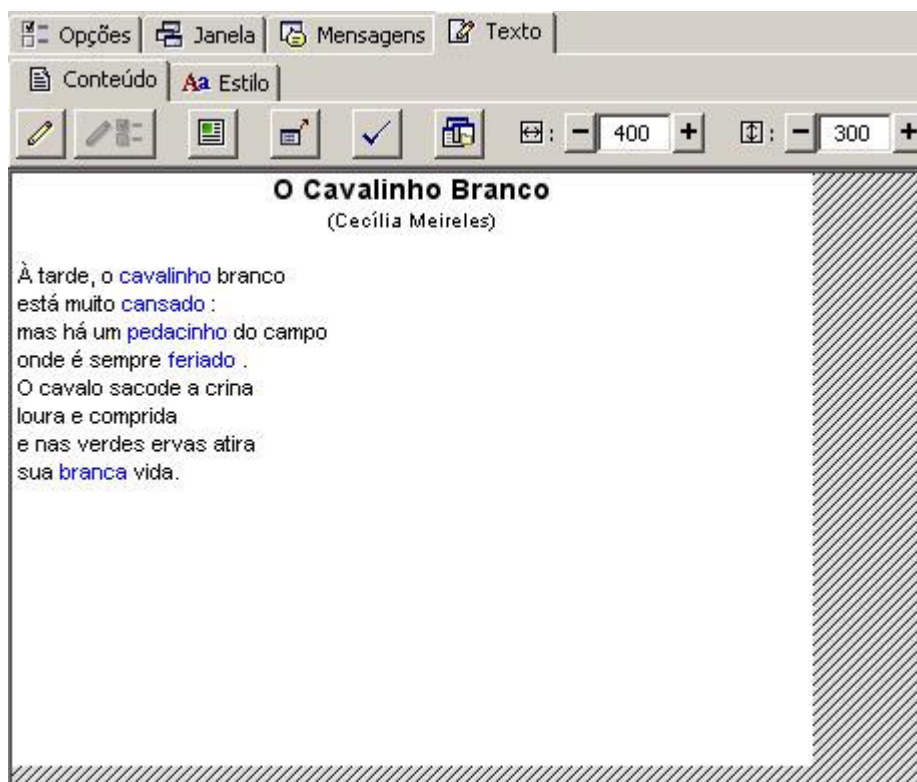 Opções Janela Mensagens Texto
Conteúdo Aa Estilo
: - 400 + : - 300 +
O Cavalinho Branco
(Cecília Meireles)
À tarde, o cavalinho branco
está muito cansado :
mas há um pedacinho do campo
onde é sempre feriado .
O cavalo sacode a crina
loura e comprida
e nas verdes ervas atira
sua branca vida.